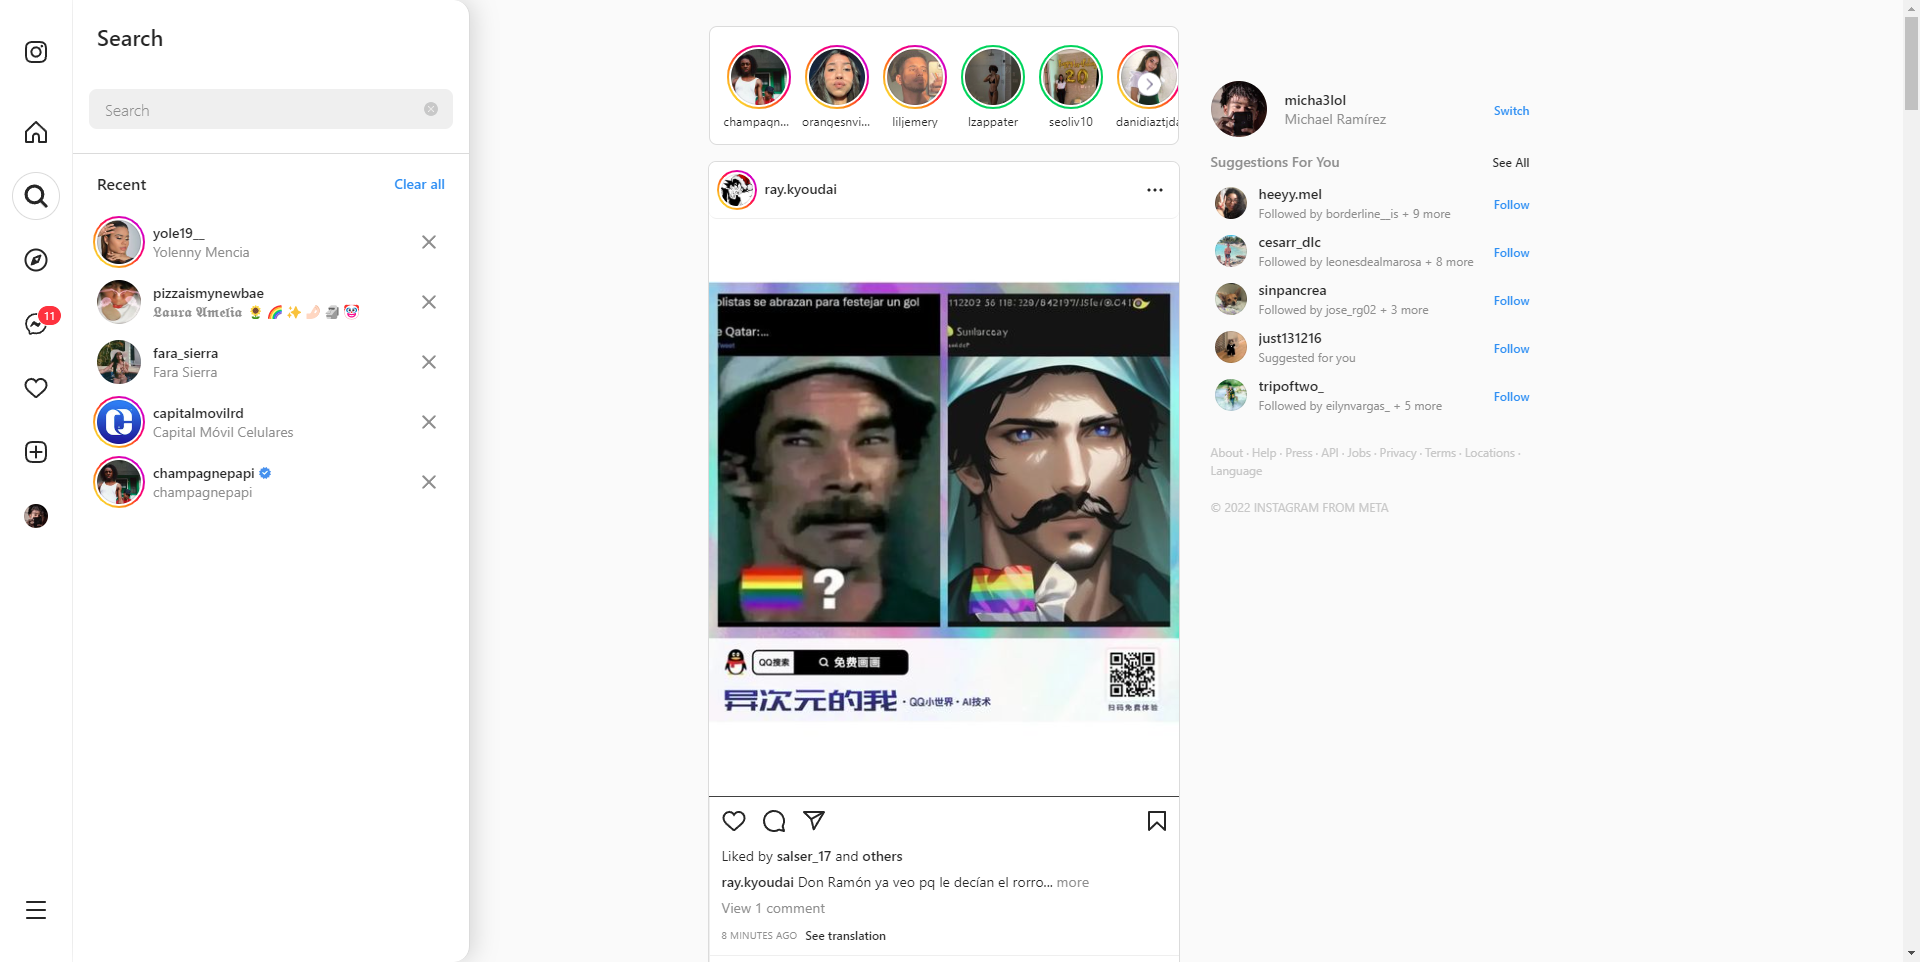 Search
Search
Recent
Clear all
yole19__
Yolenny Mencia
pizzaismynewbae
𝕷𝖆𝖚𝖗𝖆 𝕬𝖒𝖊𝖑𝖎𝖆 🌻 🌈 ✨ 🤌🏻 🗿 🤡
fara_sierra
Fara Sierra
capitalmovilrd
Capital Móvil Celulares
champagnepapi
champagnepapi
11
champagn...
orangesnvi...
liljemery
lzappater
seoliv10
danidiaztjda
ray.kyoudai
olistas se abrazan para festejar un gol
e Qatar:...
?
QQ搜索
免费画画
异次元的我
·QQ小世界·AI技术
扫码免费体验
Liked by salser_17 and others
ray.kyoudai Don Ramón ya veo pq le decían el rorro... more
View 1 comment
8 MINUTES AGO See translation
micha3lol
Michael Ramírez
Switch
Suggestions For You
See All
heeyy.mel
Followed by borderline__is + 9 more
Follow
cesarr_dlc
Followed by leonesdealmarosa + 8 more
Follow
sinpancrea
Followed by jose_rg02 + 3 more
Follow
just131216
Suggested for you
Follow
tripoftwo_
Followed by eilynvargas_ + 5 more
Follow
About · Help · Press · API · Jobs · Privacy · Terms · Locations ·
Language
© 2022 INSTAGRAM FROM META